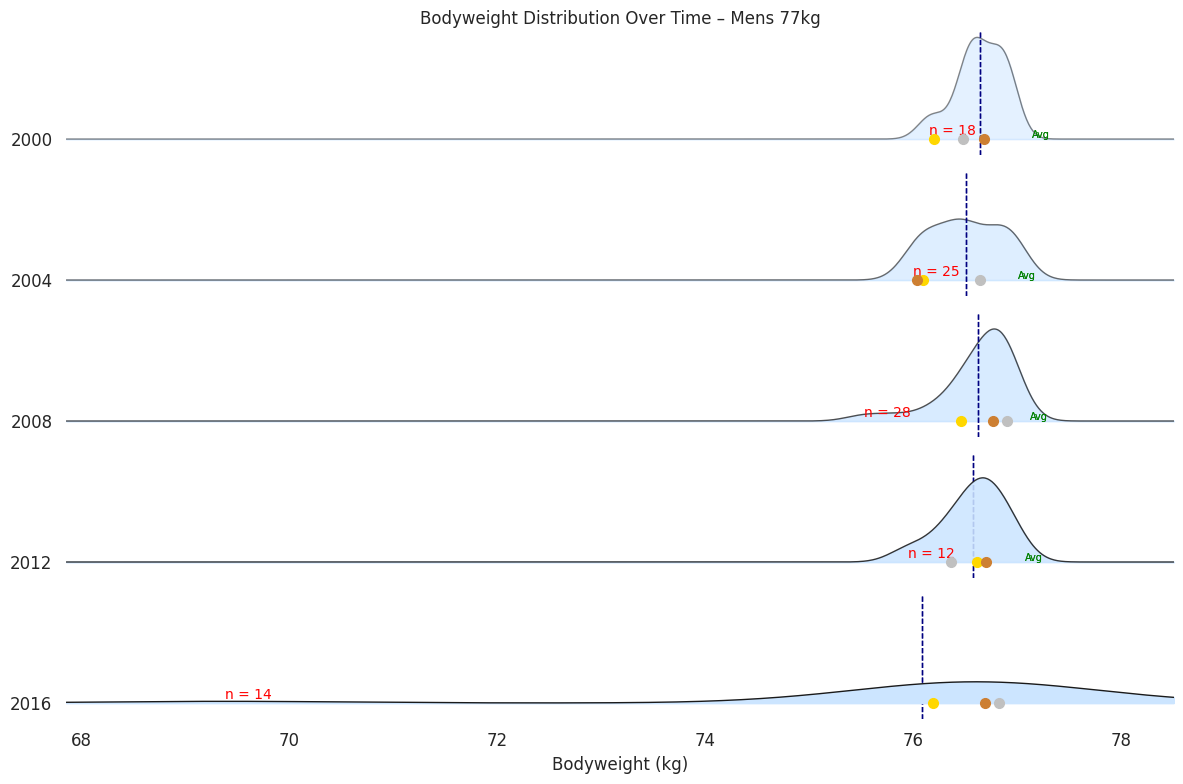 Bodyweight Distribution Over Time – Mens 77kg
2000
n = 18
Avg
2004
n = 25
Avg
2008
n = 28
Avg
2012
n = 12
Avg
2016
n = 14
68 70 72 74 76 78
Bodyweight (kg)